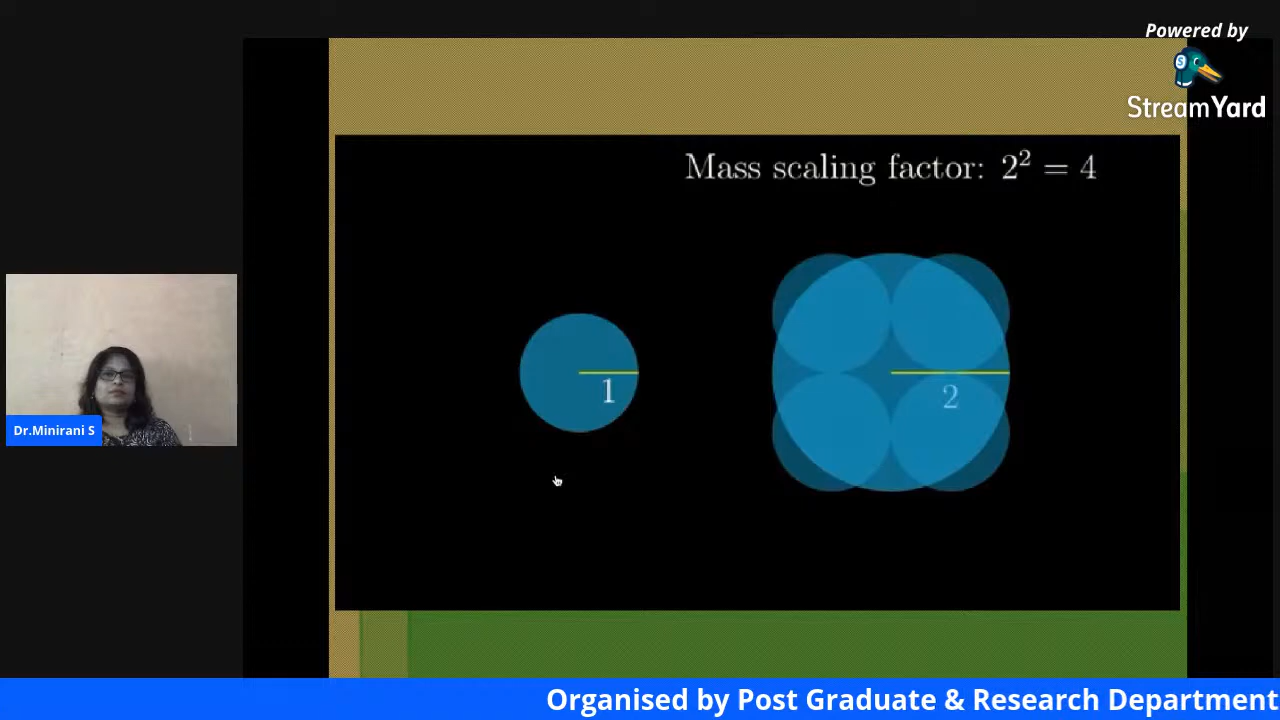 Powered by
StreamYard
Mass scaling factor: 2² = 4
1
2
Dr.Minirani S
Organised by Post Graduate & Research Department